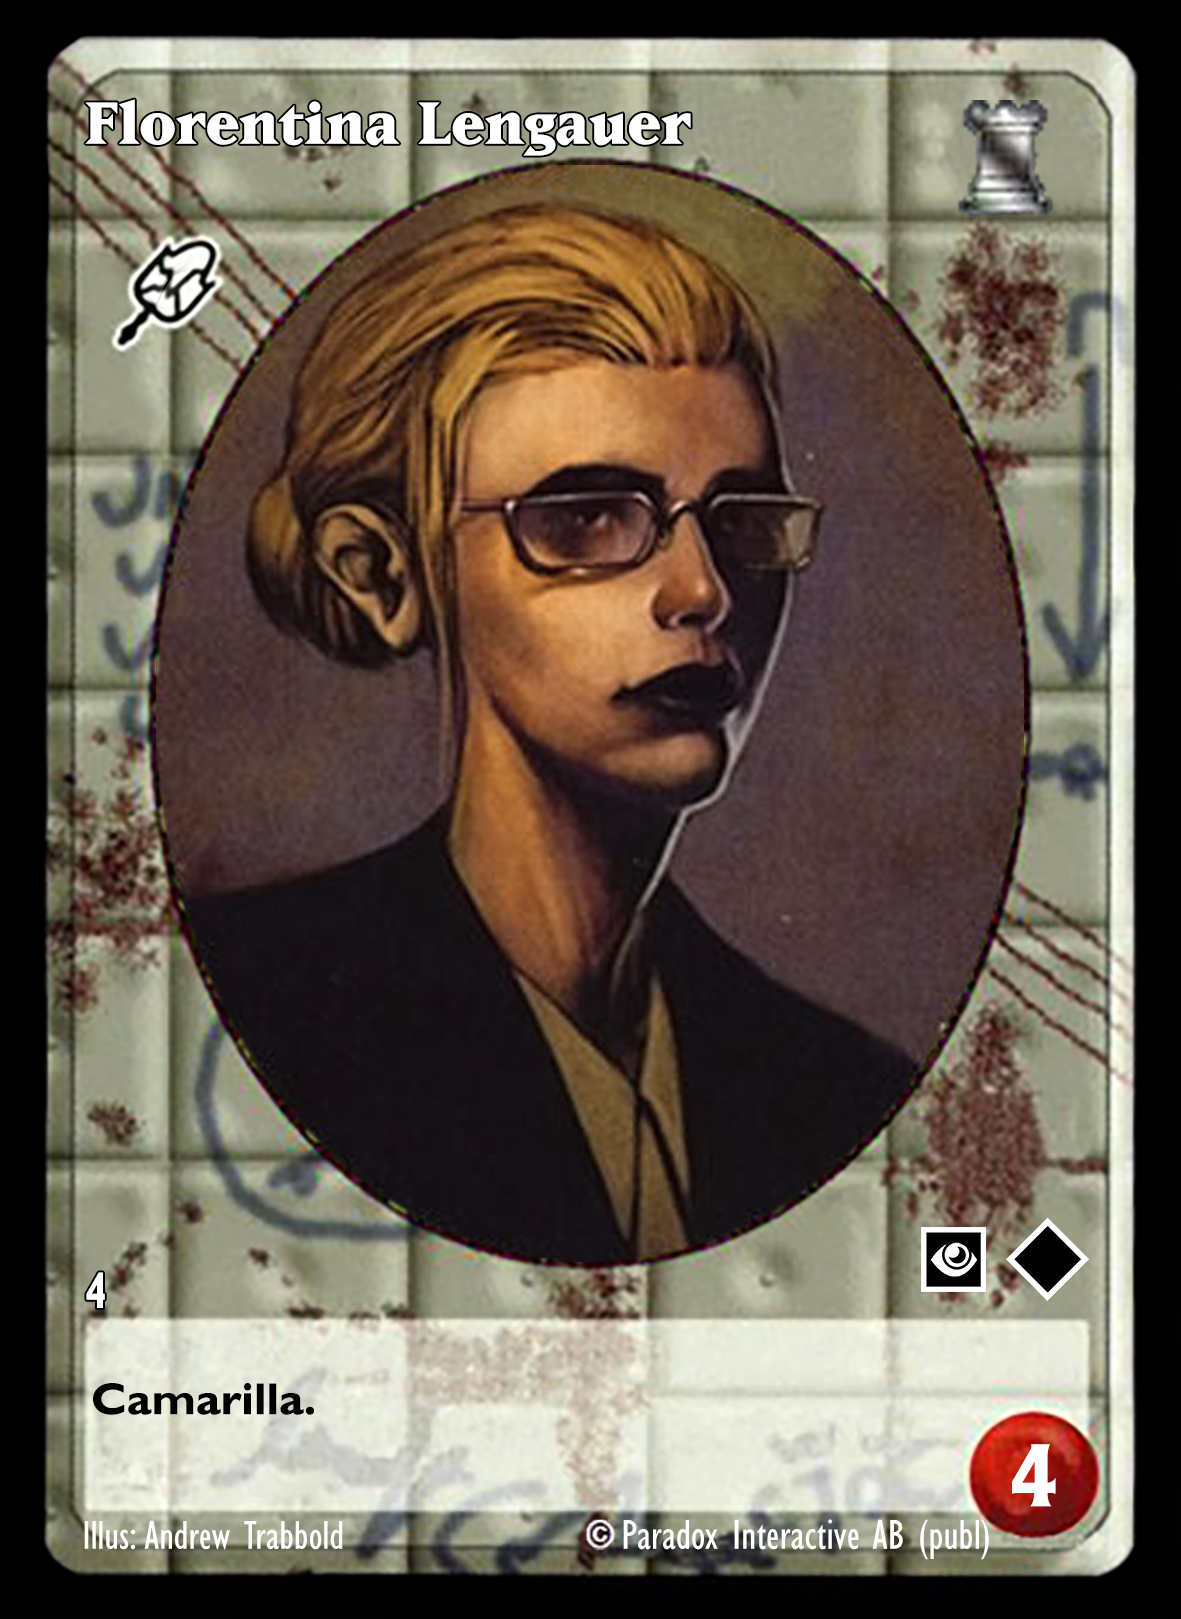 Florentina Lengauer
4
Camarilla.
4
Illus: Andrew Trabbold
© Paradox Interactive AB (publ)